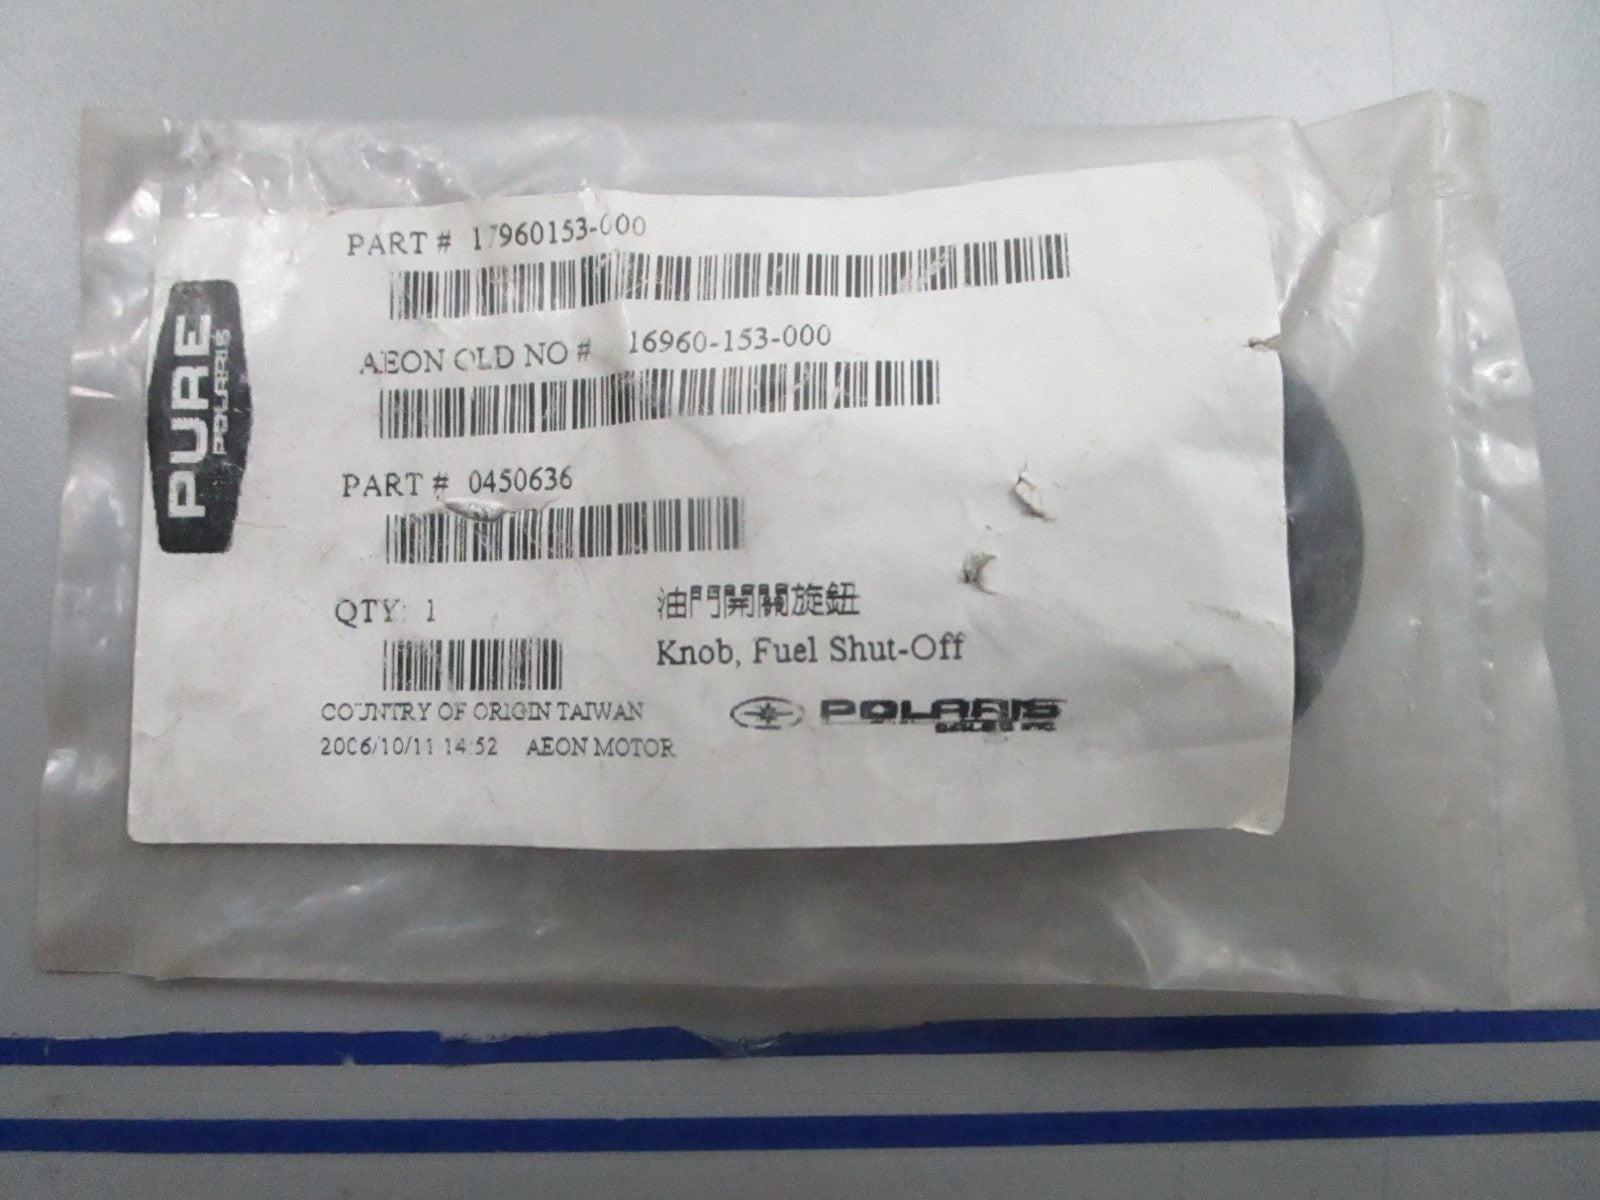 PURE
POLARIS
PART # 17960153-000
AEON OLD NO # 16960-153-000
PART # 0450636
QTY: 1
油門開關旋鈕
Knob, Fuel Shut-Off
POLARIS
SALES INC.
COUNTRY OF ORIGIN TAIWAN
2006/10/11 14:52 AEON MOTOR